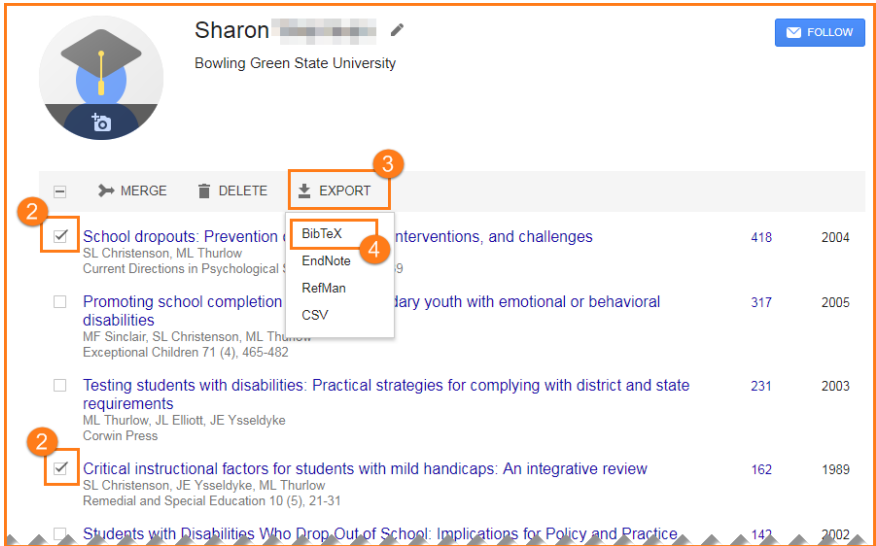 Sharon
Bowling Green State University
FOLLOW
3
MERGE DELETE EXPORT
2
School dropouts: Prevention nterventions, and challenges 418 2004
SL Christenson, ML Thurlow
Current Directions in Psychological
BibTeX
4
EndNote
RefMan
CSV
Promoting school completion dary youth with emotional or behavioral 317 2005
disabilities
MF Sinclair, SL Christenson, ML
Exceptional Children 71 (4), 465-482
Testing students with disabilities: Practical strategies for complying with district and state 231 2003
requirements
ML Thurlow, JL Elliott, JE Ysseldyke
Corwin Press
2
Critical instructional factors for students with mild handicaps: An integrative review 162 1989
SL Christenson, JE Ysseldyke, ML Thurlow
Remedial and Special Education 10 (5), 21-31
Students with Disabilities Who Drop Out of School: Implications for Policy and Practice 142 2002